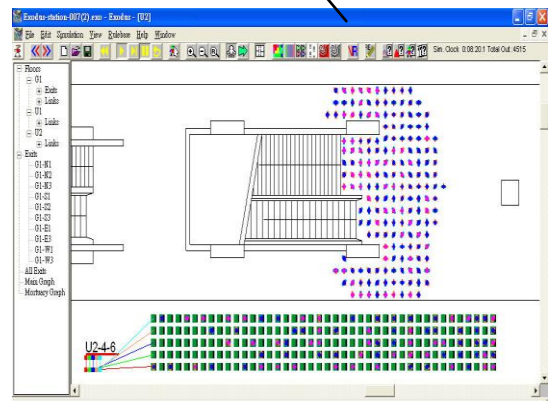 Exodus-station-007(2).exo - Exodus - [U2]
File Edit Simulation View Rulebase Help Window
Sim. Clock 0:08:20:1 Total Out :4515
Floors
G1
Exits
Links
U1
Links
U2
Links
Exits
G1-N1
G1-N2
G1-N3
G1-S1
G1-S2
G1-S3
G1-E1
G1-E3
G1-W1
G1-W3
All Exits
Main Graph
Mortuary Graph
U2-4-6